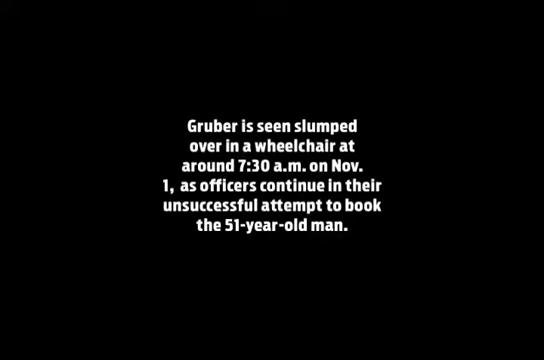 Gruber is seen slumped
over in a wheelchair at
around 7:30 a.m. on Nov.
1, as officers continue in their
unsuccessful attempt to book
the 51-year-old man.